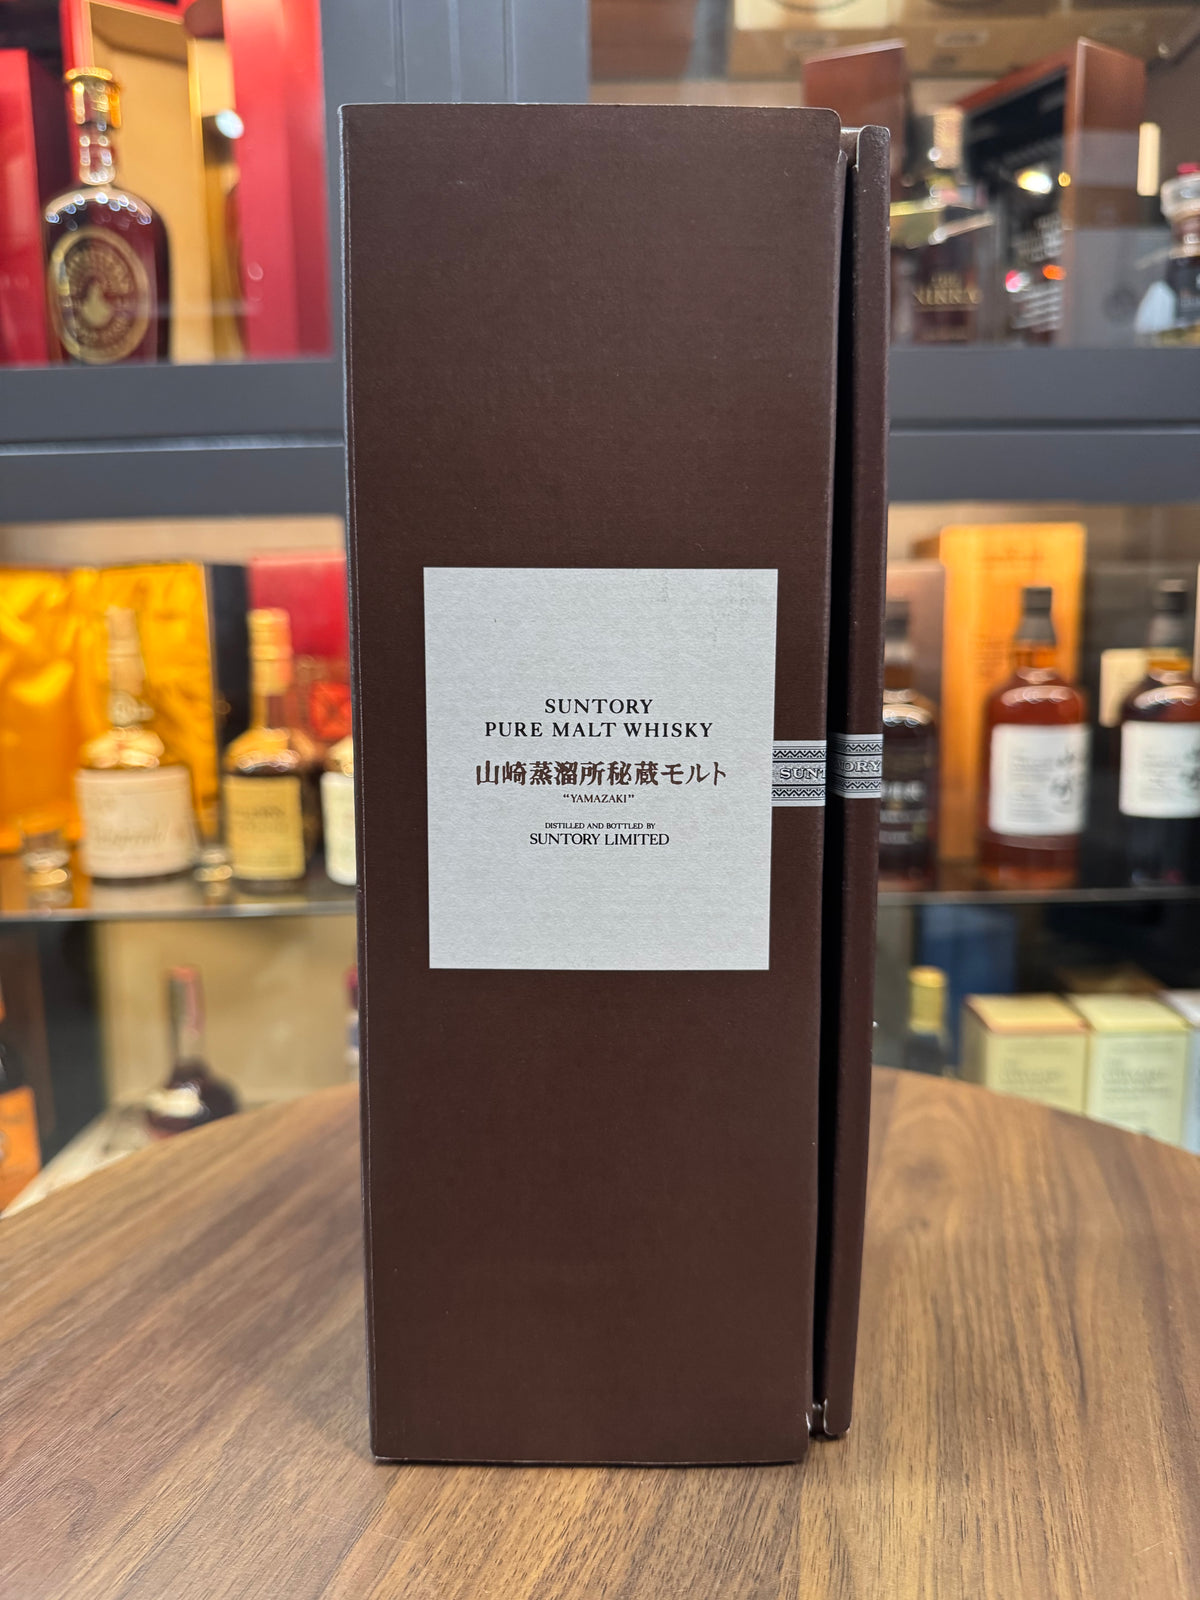 SUNTORY
PURE MALT WHISKY
山崎蒸溜所秘蔵モルト
“YAMAZAKI”
DISTILLED AND BOTTLED BY
SUNTORY LIMITED
SUNTORY